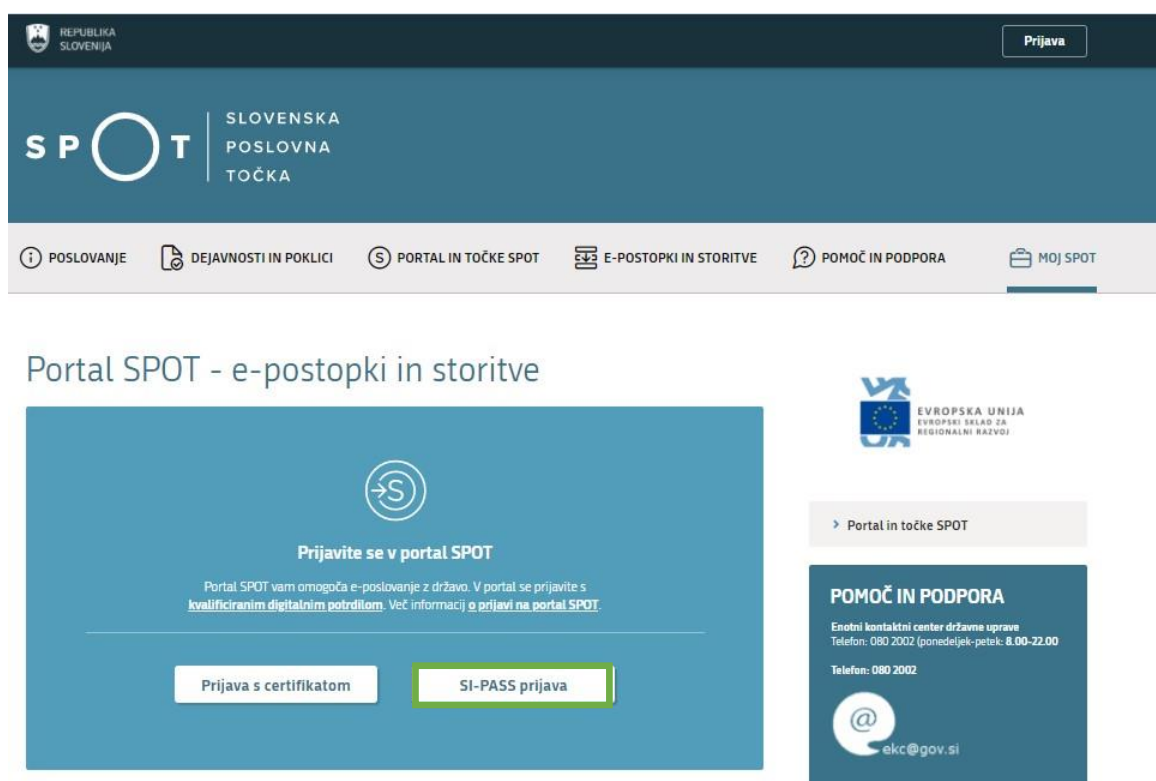 REPUBLIKA
SLOVENIJA
Prijava
SPOT
SLOVENSKA
POSLOVNA
TOČKA
POSLOVANJE
DEJAVNOSTI IN POKLICI
PORTAL IN TOČKE SPOT
E-POSTOPKI IN STORITVE
POMOČ IN PODPORA
MOJ SPOT
Portal SPOT - e-postopki in storitve
Prijavite se v portal SPOT
Portal SPOT vam omogoča e-poslovanje z državo. V portal se prijavite s
kvalificiranim digitalnim potrdilom. Več informacij o prijavi na portal SPOT.
Prijava s certifikatom
SI-PASS prijava
EVROPSKA UNIJA
EVROPSKI SKLAD ZA
REGIONALNI RAZVOJ
Portal in točke SPOT
POMOČ IN PODPORA
Enotni kontaktni center državne uprave
Telefon: 080 2002 (ponedeljek-petek: 8.00-22.00
Telefon: 080 2002
@
ekc@gov.si